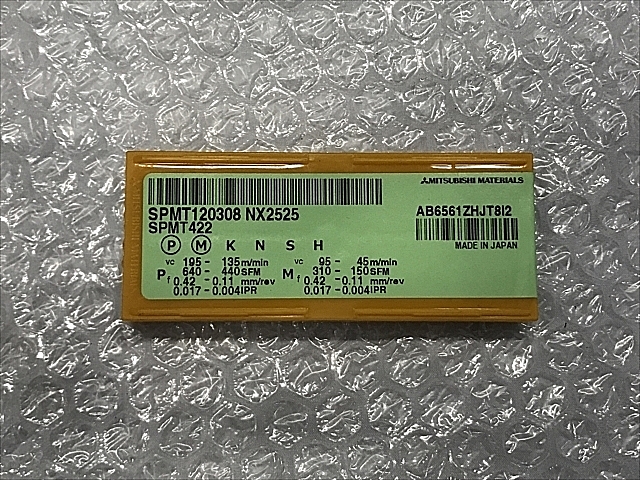 MITSUBISHI MATERIALS
SPMT120308 NX2525
SPMT422
AB6561ZHJT8I2
MADE IN JAPAN
P M K N S H
P vc 195 - 135m/min
640 - 440SFM
f 0.42 - 0.11 mm/rev
0.017 - 0.004IPR
M vc 95 - 45m/min
310 - 150SFM
f 0.42 - 0.11 mm/rev
0.017 - 0.004IPR